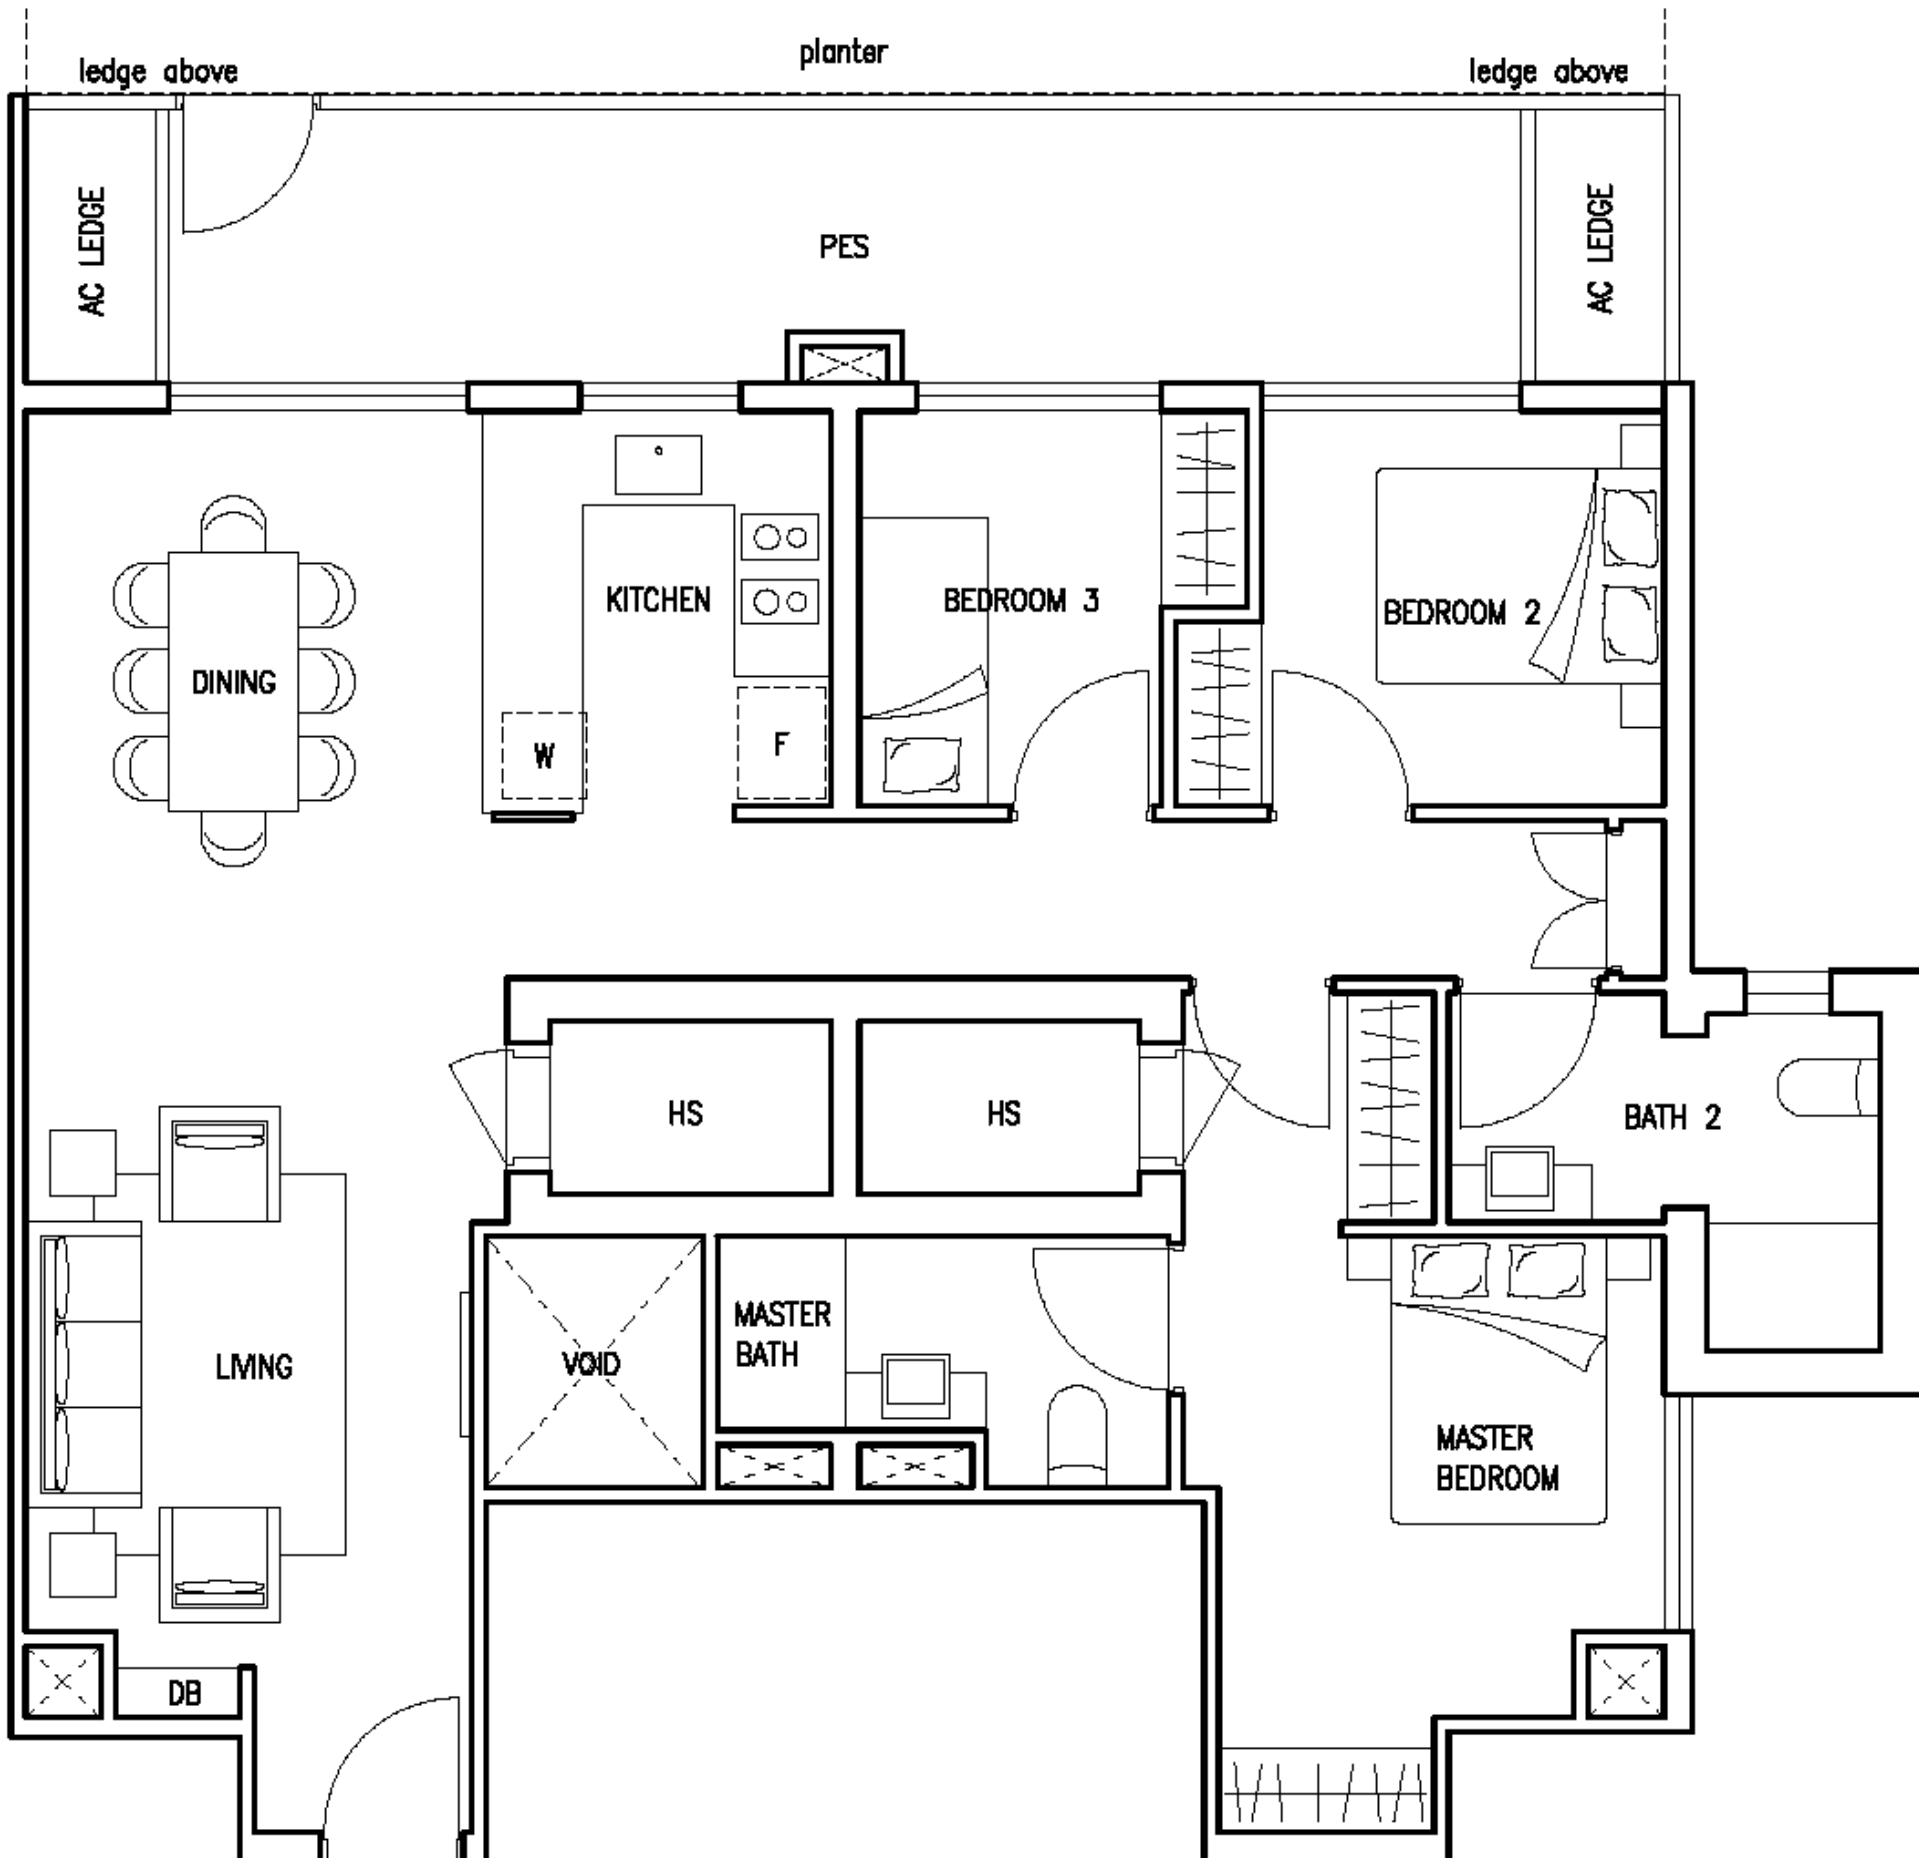 planter
ledge above
ledge above
AC LEDGE
PES
AC LEDGE
KITCHEN
BEDROOM 3
BEDROOM 2
DINING
W
F
HS
HS
BATH 2
MASTER
BATH
LIVING
VOID
MASTER
BEDROOM
DB